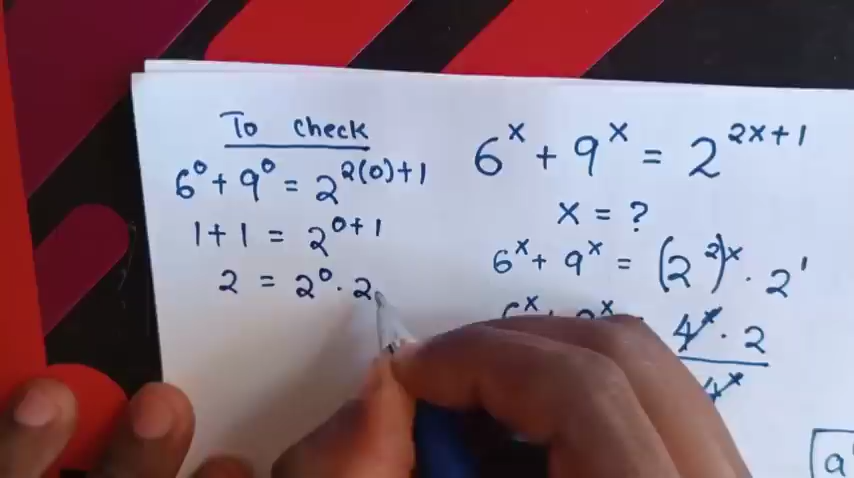 To check
6⁰ + 9⁰ = 2²⁽⁰⁾⁺¹
1 + 1 = 2⁰⁺¹
2 = 2⁰ · 2
6ˣ + 9ˣ = 2²ˣ⁺¹
x = ?
6ˣ + 9ˣ = (2²)ˣ · 2¹
4ˣ · 2
4ˣ